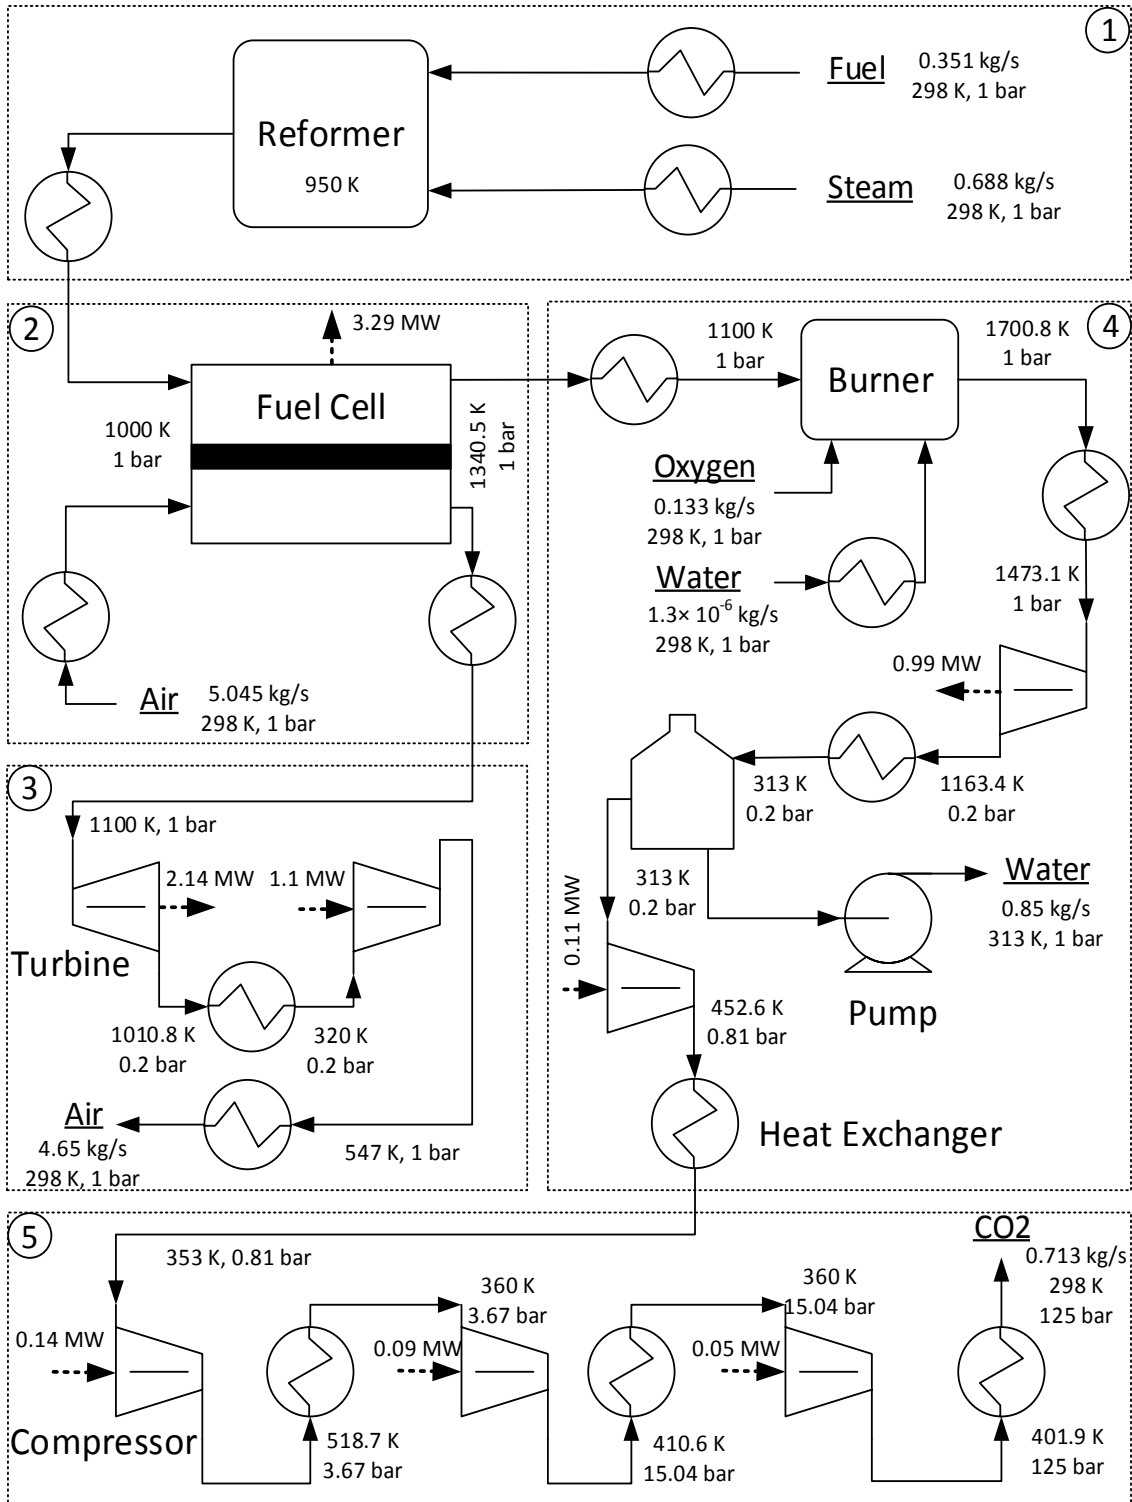 1
Fuel
0.351 kg/s
298 K, 1 bar
Reformer
950 K
Steam
0.688 kg/s
298 K, 1 bar
2
3.29 MW
Fuel Cell
1000 K
1 bar
1340.5 K
1 bar
Air
5.045 kg/s
298 K, 1 bar
4
1100 K
1 bar
Burner
1700.8 K
1 bar
Oxygen
0.133 kg/s
298 K, 1 bar
Water
1.3× 10⁻⁶ kg/s
298 K, 1 bar
1473.1 K
1 bar
0.99 MW
313 K
0.2 bar
1163.4 K
0.2 bar
313 K
0.2 bar
0.11 MW
Water
0.85 kg/s
313 K, 1 bar
Pump
452.6 K
0.81 bar
Heat Exchanger
3
1100 K, 1 bar
2.14 MW
1.1 MW
Turbine
1010.8 K
0.2 bar
320 K
0.2 bar
Air
4.65 kg/s
298 K, 1 bar
547 K, 1 bar
5
353 K, 0.81 bar
0.14 MW
Compressor
518.7 K
3.67 bar
360 K
3.67 bar
0.09 MW
410.6 K
15.04 bar
360 K
15.04 bar
0.05 MW
401.9 K
125 bar
CO2
0.713 kg/s
298 K
125 bar